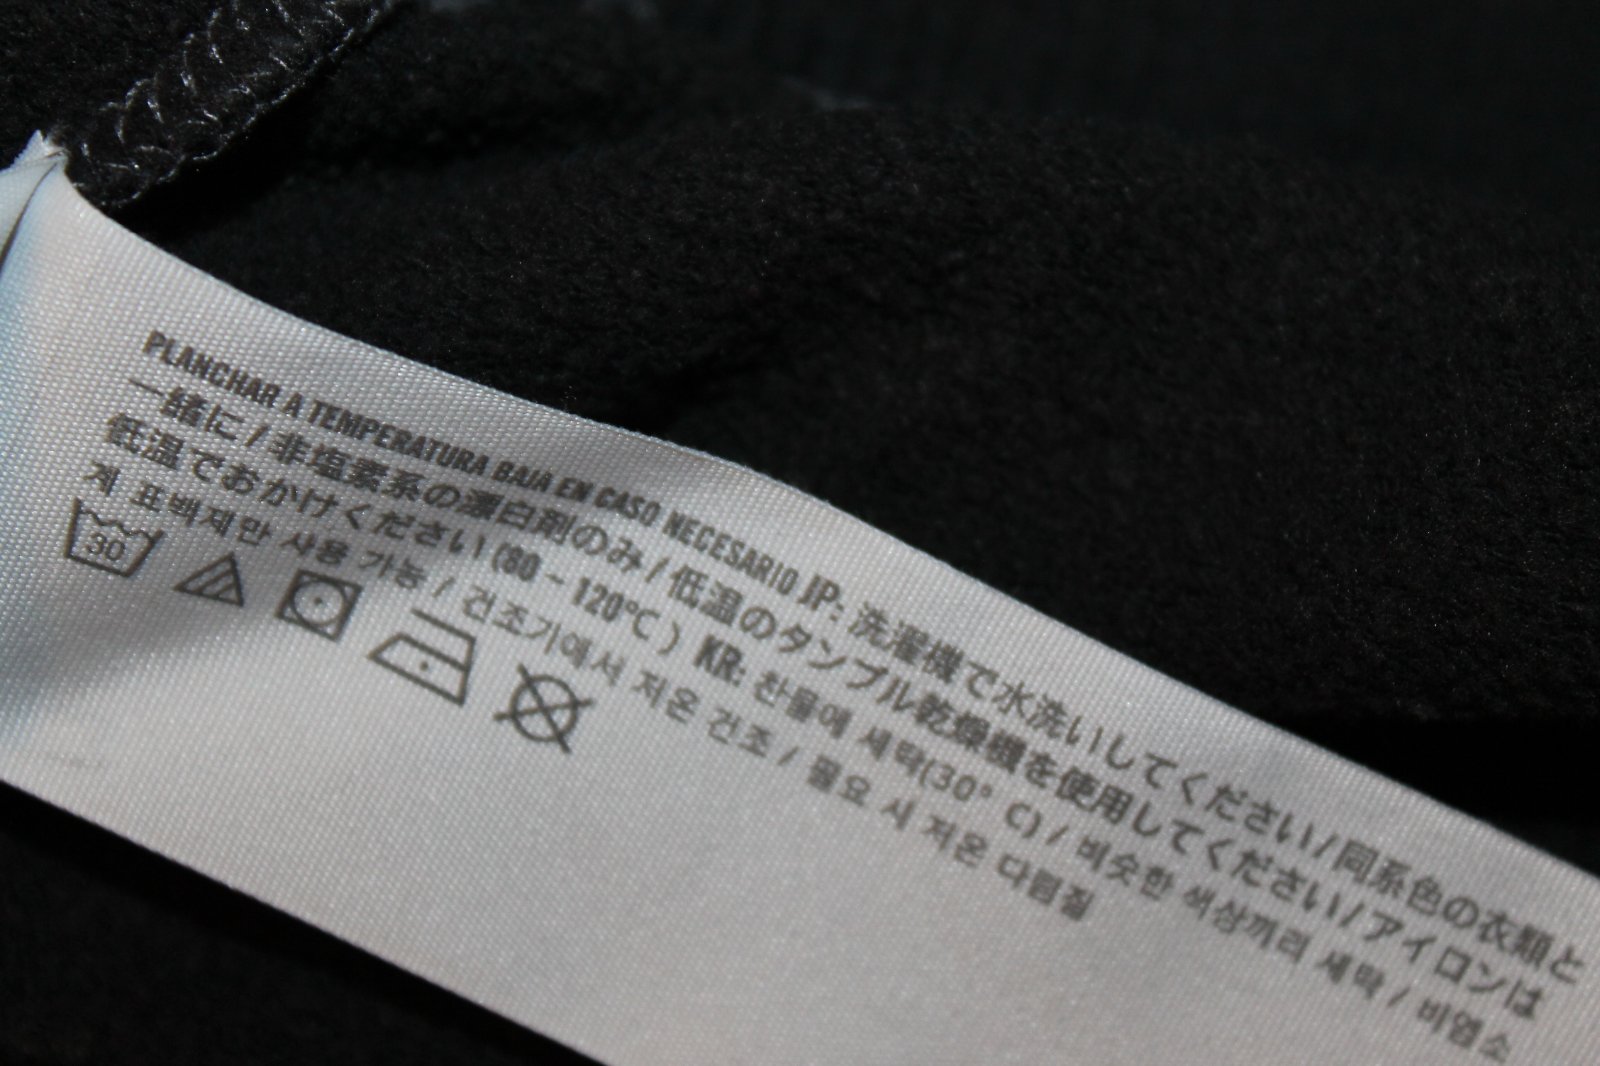 PLANCHAR A TEMPERATURA BAJA EN CASO NECESARIO JP: 洗濯機で水洗いしてください/同系色の衣類と
一緒に/非塩素系の漂白剤のみ/低温のタンブル乾燥機を使用してください/アイロンは
低温でおかけください(80 ~ 120°C ) KR: 찬물에 세탁(30° C) / 비슷한 색상끼리 세탁 / 비염소
계 표백제만 사용 가능 / 건조기에서 저온 건조 / 필요 시 저온 다림질
30